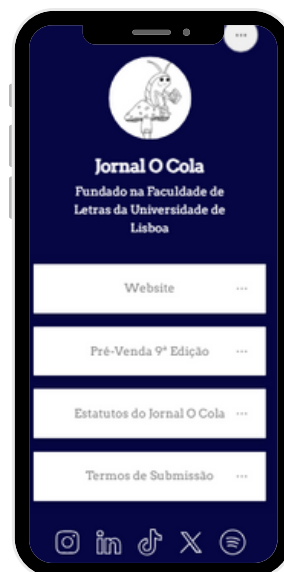 Jornal O Cola
Fundado na Faculdade de
Letras da Universidade de
Lisboa
Website
Pré-Venda 9ª Edição
Estatutos do Jornal O Cola
Termos de Submissão